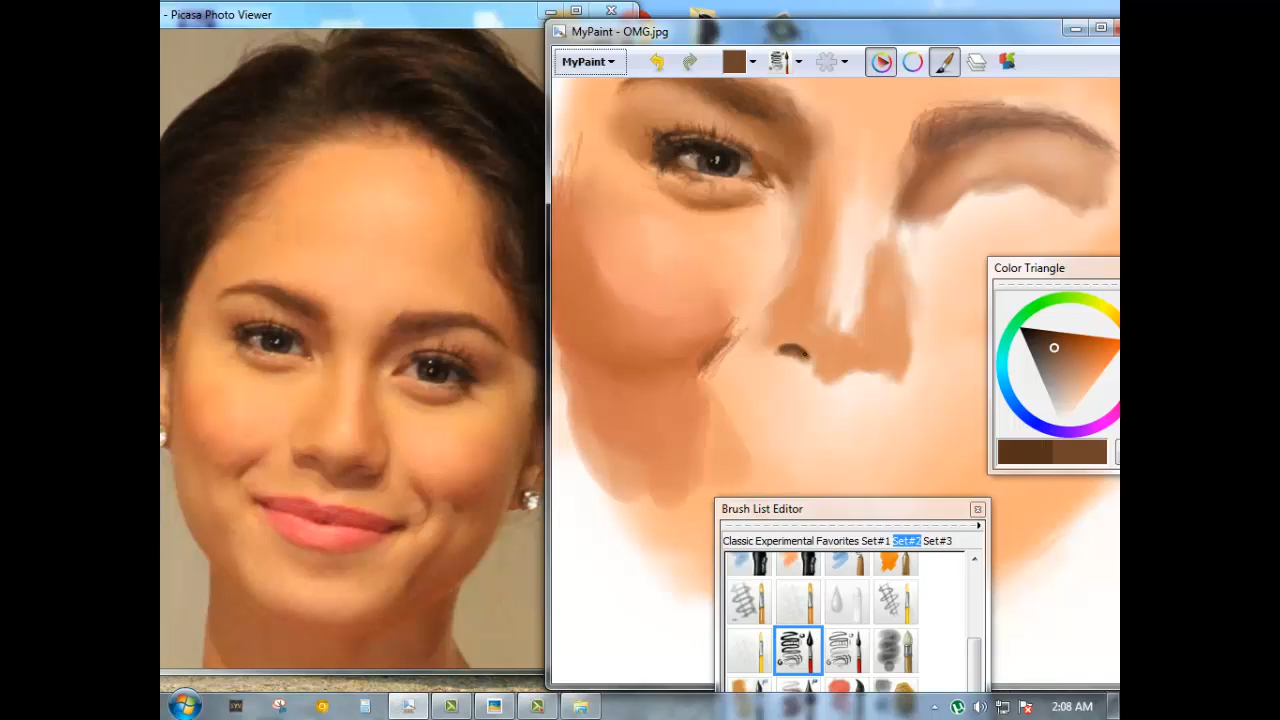 - Picasa Photo Viewer
MyPaint - OMG.jpg
MyPaint
Color Triangle
Brush List Editor
Classic Experimental Favorites Set#1 Set#2 Set#3
2:08 AM